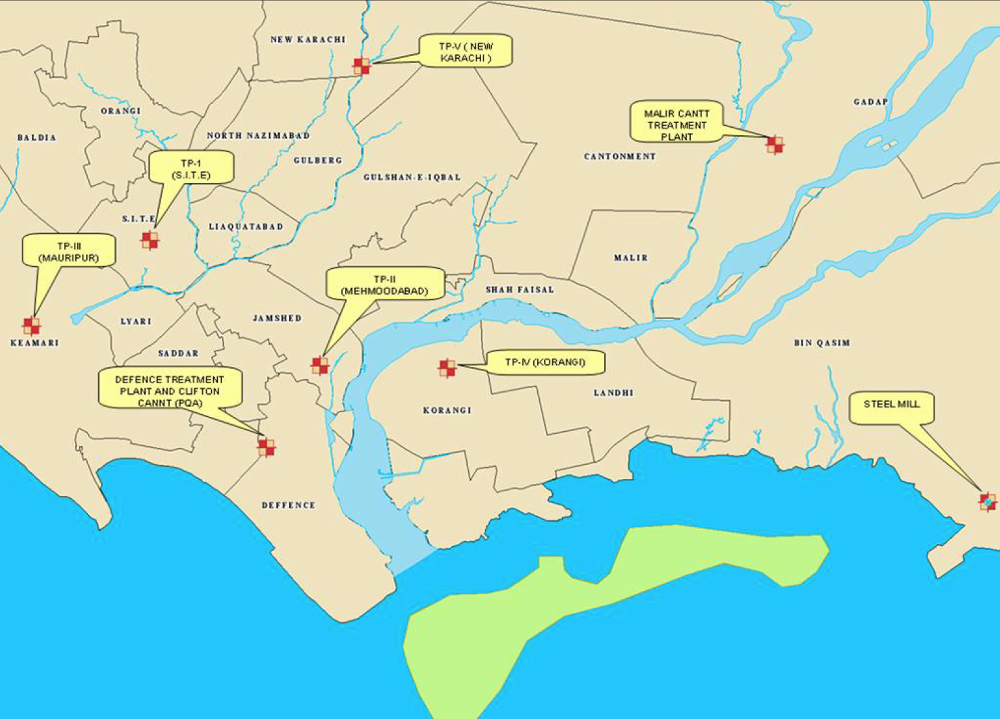 NEW KARACHI
TP-V ( NEW
KARACHI )
ORANGI
GADAP
MALIR CANTT
TREATMENT
PLANT
BALDIA
NORTH NAZIMABAD
GULBERG
CANTONMENT
TP-1
(S.I.T.E)
GULSHAN-E-IQBAL
S.I.T.E
LIAQUATABAD
TP-III
(MAURIPUR)
MALIR
TP-II
(MEHMOODABAD)
SHAH FAISAL
LYARI
JAMSHED
KEAMARI
BIN QASIM
SADDAR
TP-IV (KORANGI)
DEFENCE TREATMENT
PLANT AND CLIFTON
CANNT (PQA)
LANDHI
KORANGI
STEEL MILL
DEFFENCE